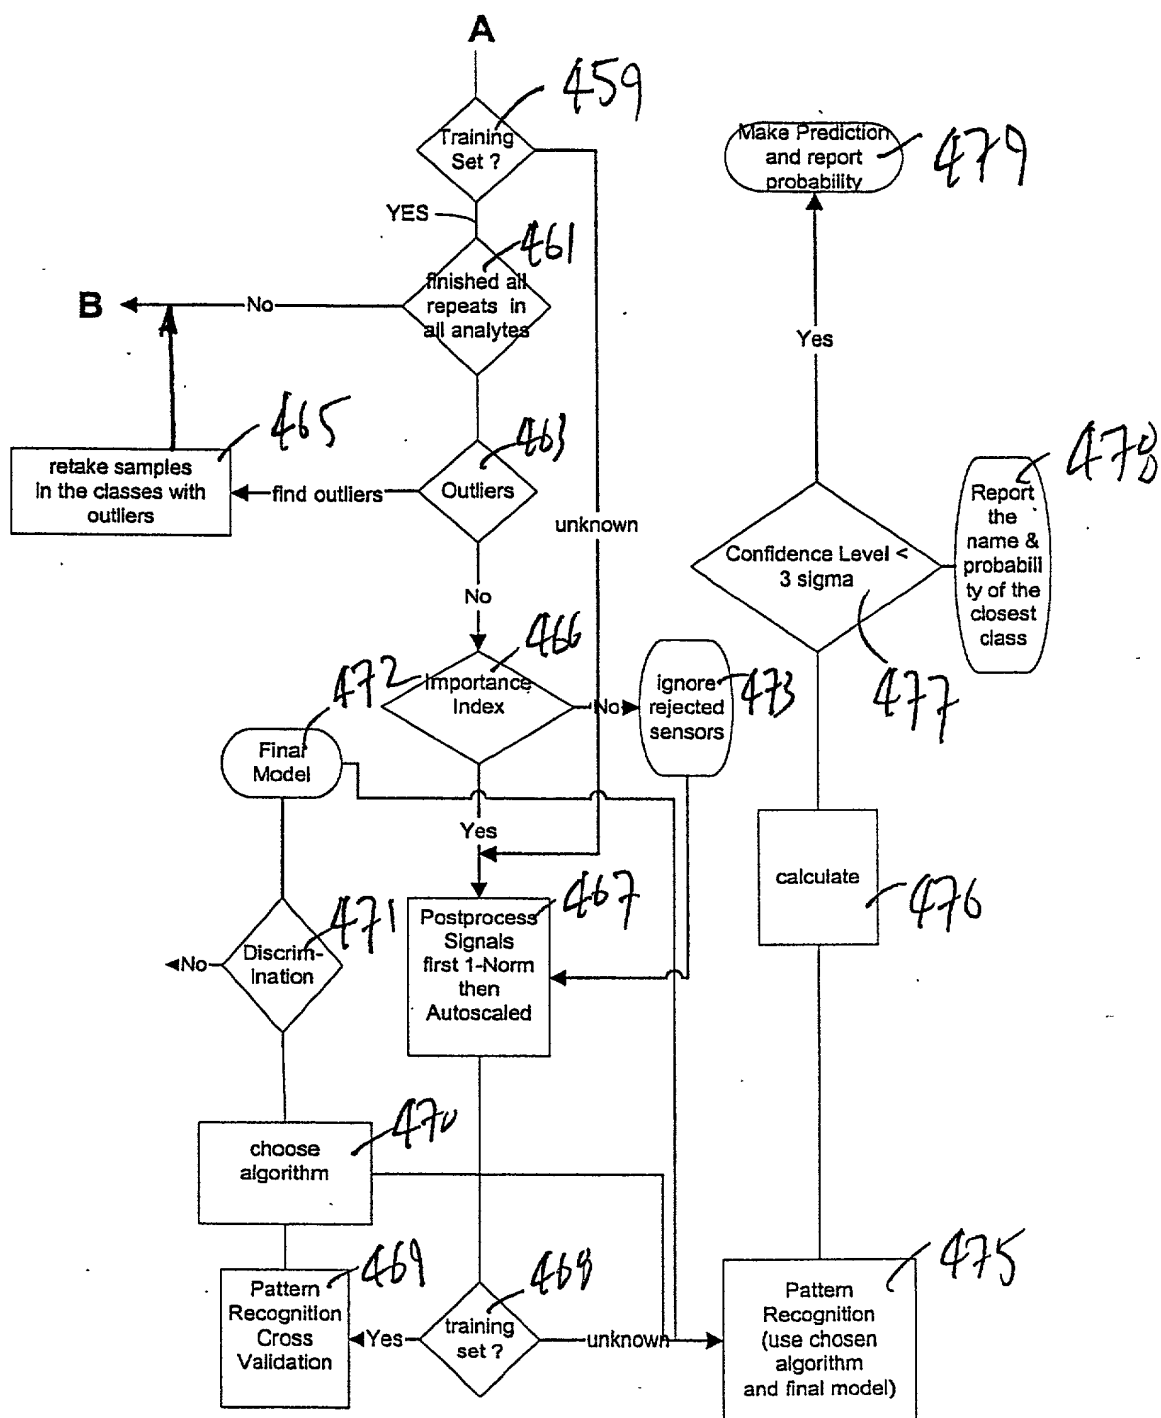 A
459
Training
Set ?
YES
461
finished all
repeats in
all analytes
B
No
465
retake samples
in the classes with
outliers
find outliers
463
Outliers
unknown
No
466
Importance
Index
No
473
ignore
rejected
sensors
472
Final
Model
Yes
471
Discrim-
ination
No
467
Postprocess
Signals
first 1-Norm
then
Autoscaled
470
choose
algorithm
469
Pattern
Recognition
Cross
Validation
Yes
468
training
set ?
unknown
479
Make Prediction
and report
probability
Yes
Confidence Level <
3 sigma
477
478
Report
the
name &
probabili
ty of the
closest
class
calculate
476
475
Pattern
Recognition
(use chosen
algorithm
and final model)